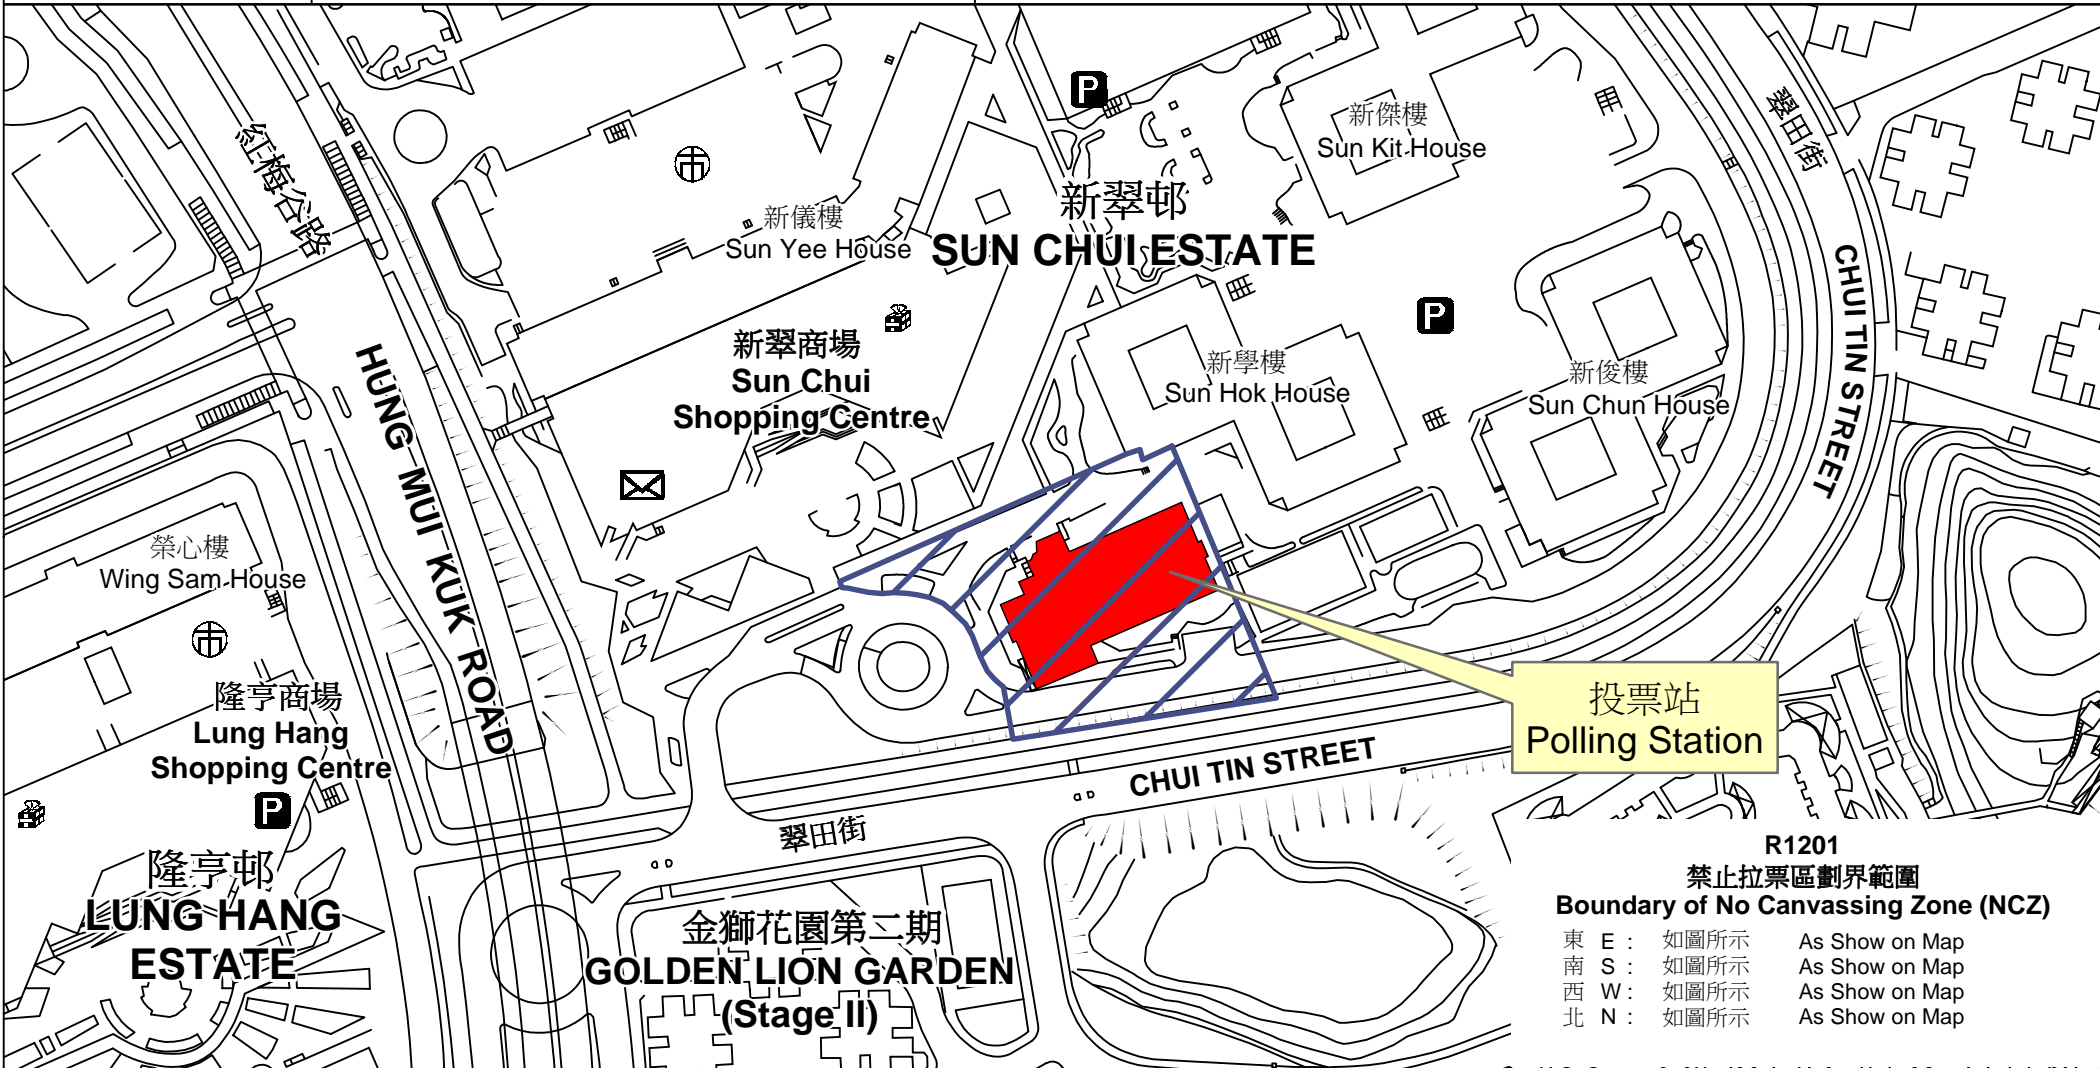 紅梅谷路
翠田街
新傑樓
Sun Kit House
新翠邨
SUN CHUI ESTATE
新儀樓
Sun Yee House
P
CHUI TIN STREET
HUNG MUI KUK ROAD
新翠商場
Sun Chui
Shopping Centre
新學樓
Sun Hok House
P
新俊樓
Sun Chun House
榮心樓
Wing Sam House
隆亨商場
Lung Hang
Shopping Centre
P
投票站
Polling Station
CHUI TIN STREET
翠田街
隆亨邨
LUNG HANG
ESTATE
金獅花園第二期
GOLDEN LION GARDEN
(Stage II)
R1201
禁止拉票區劃界範圍
Boundary of No Canvassing Zone (NCZ)
東 E : 如圖所示 As Show on Map
南 S : 如圖所示 As Show on Map
西 W : 如圖所示 As Show on Map
北 N : 如圖所示 As Show on Map